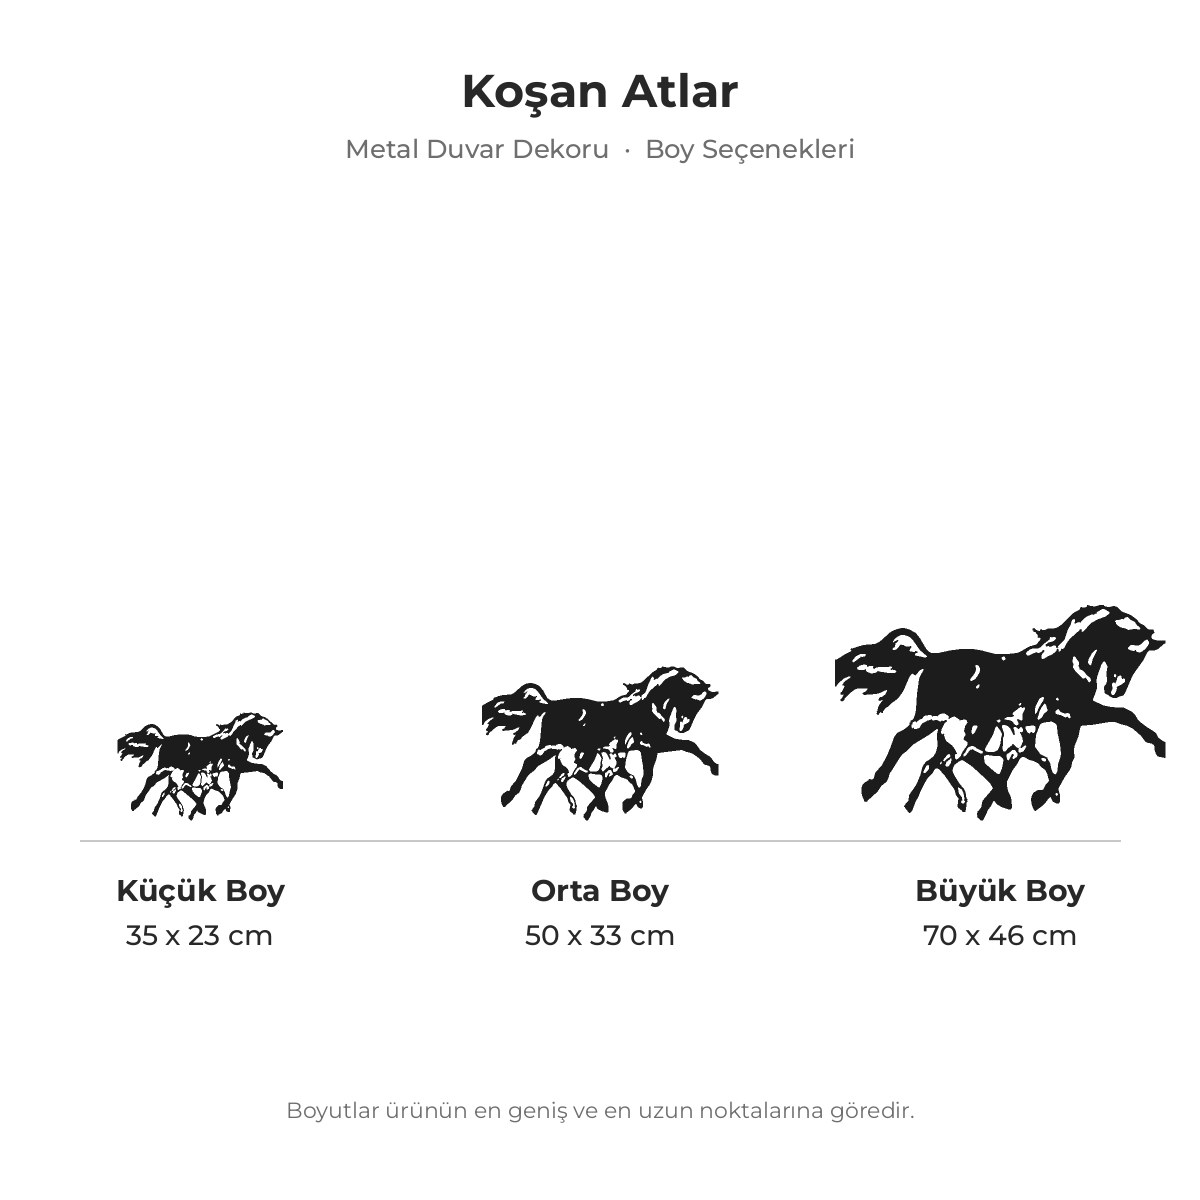 Koşan Atlar
Metal Duvar Dekoru · Boy Seçenekleri
Küçük Boy
35 x 23 cm
Orta Boy
50 x 33 cm
Büyük Boy
70 x 46 cm
Boyutlar ürünün en geniş ve en uzun noktalarına göredir.